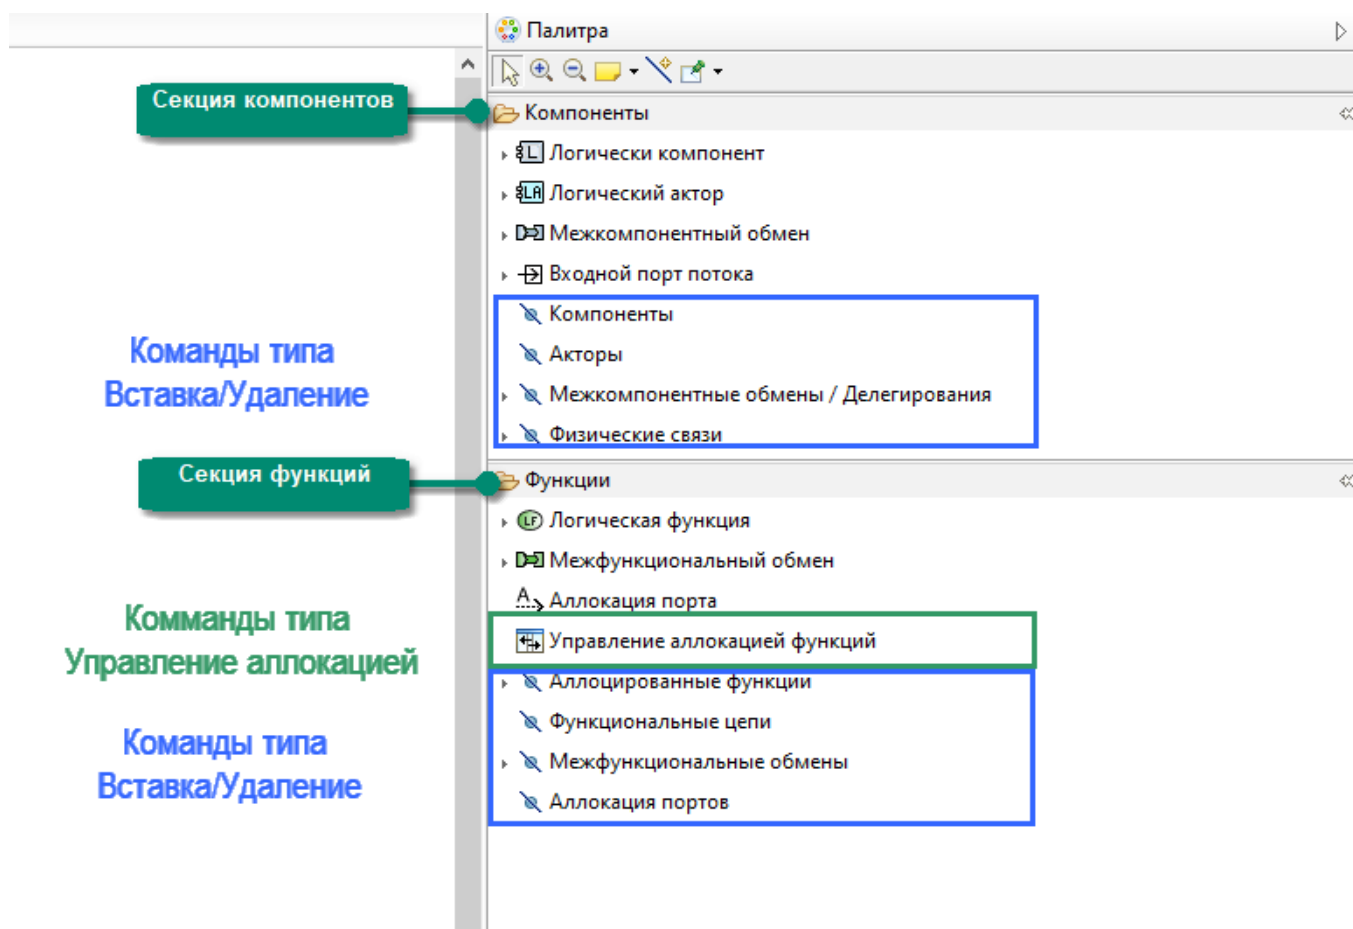 Палитра
Секция компонентов
Компоненты
Логически компонент
LA Логический актор
Межкомпонентный обмен
Входной порт потока
Компоненты
Команды типа
Вставка/Удаление
Акторы
Межкомпонентные обмены / Делегирования
Физические связи
Секция функций
Функции
LF Логическая функция
Межфункциональный обмен
Комманды типа
Управление аллокацией
A Аллокация порта
Управление аллокацией функций
Аллоцированные функции
Команды типа
Вставка/Удаление
Функциональные цепи
Межфункциональные обмены
Аллокация портов